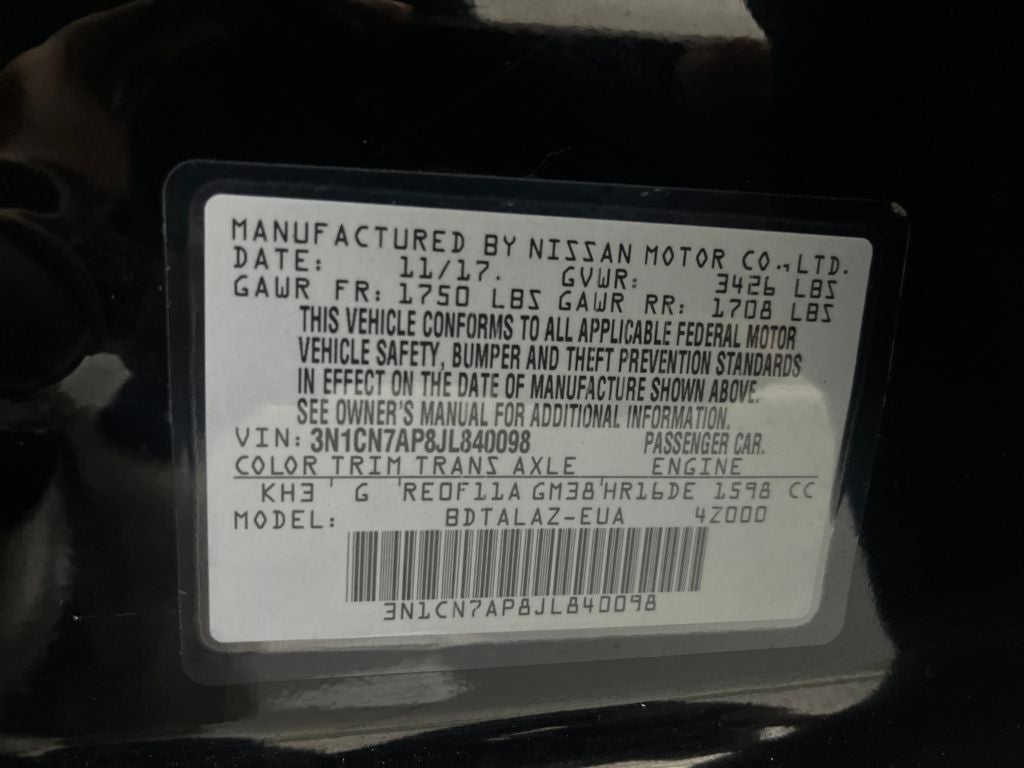 MANUFACTURED BY NISSAN MOTOR CO.,LTD.
DATE: 11/17. GVWR: 3426 LBS
GAWR FR: 1750 LBS GAWR RR: 1708 LBS
THIS VEHICLE CONFORMS TO ALL APPLICABLE FEDERAL MOTOR
VEHICLE SAFETY, BUMPER AND THEFT PREVENTION STANDARDS
IN EFFECT ON THE DATE OF MANUFACTURE SHOWN ABOVE.
SEE OWNER'S MANUAL FOR ADDITIONAL INFORMATION.
VIN: 3N1CN7AP8JL840098 PASSENGER CAR.
COLOR TRIM TRANS AXLE ENGINE
KH3 ' G 'RE0F11A GM38'HR16DE 1598 CC
MODEL: BDTALAZ-EUA 4Z000
3N1CN7AP8JL840098